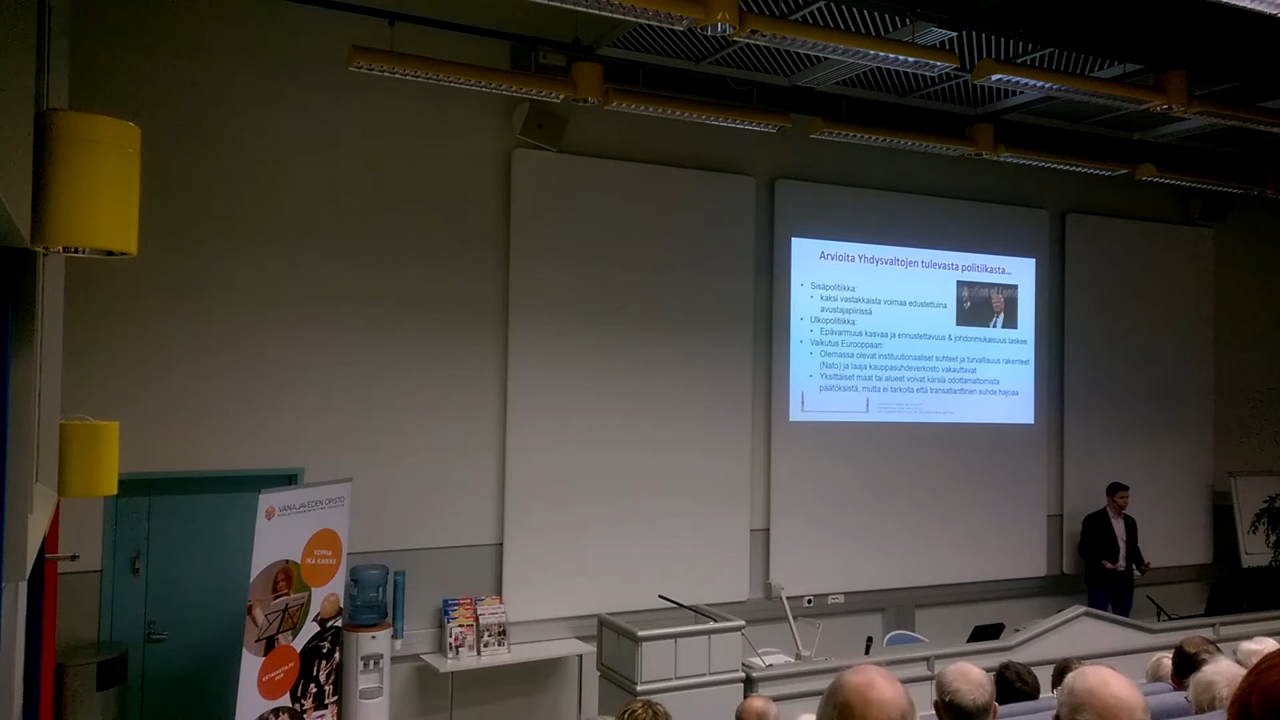 Arvioita Yhdysvaltojen tulevasta politiikasta...
• Sisäpolitiikka:
• kaksi vastakkaista voimaa edustettuina
avustajapiirissä
• Ulkopolitiikka:
• Epävarmuus kasvaa ja ennustettavuus & johdonmukaisuus laskee
• Vaikutus Eurooppaan:
• Olemassa olevat institutionaaliset suhteet ja turvallisuus rakenteet
(Nato) ja laaja kauppasuhdeverkosto vakauttavat
• Yksittäiset maat tai alueet voivat kärsiä odottamattomista
päätöksistä, mutta ei tarkoita että transatlanttinen suhde hajoaa
VANAJAVEDEN OPISTO